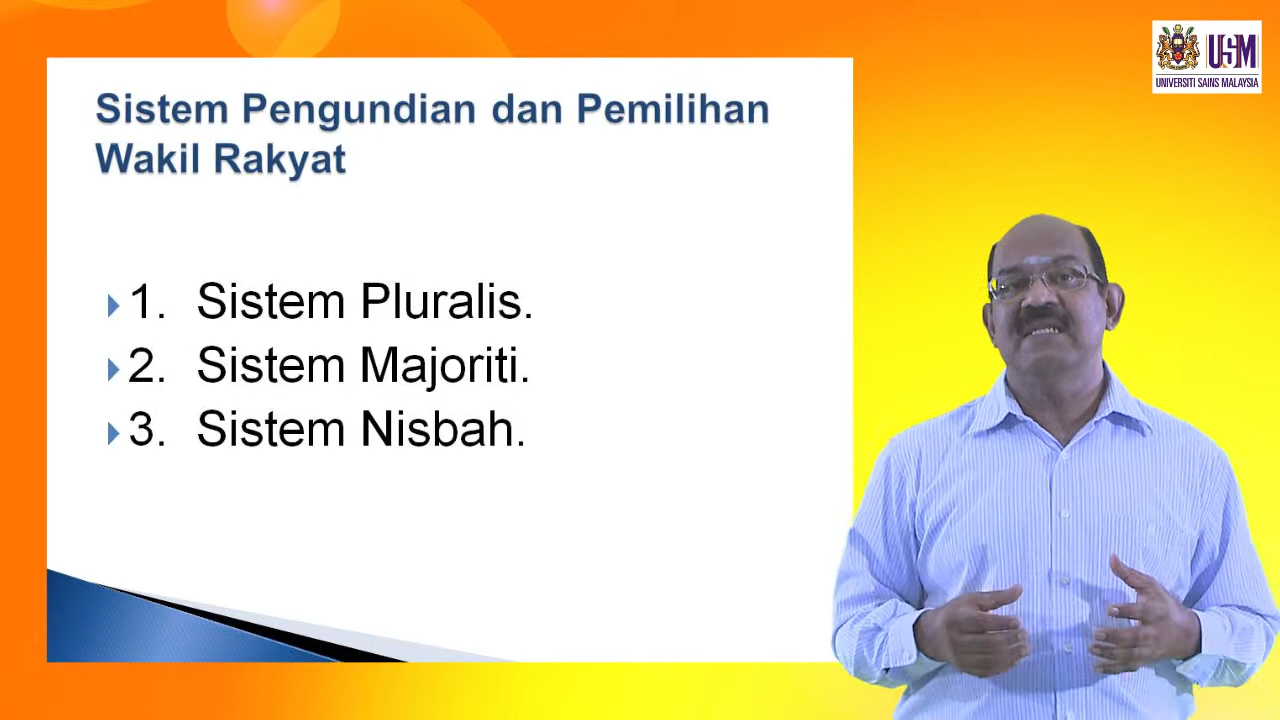 Sistem Pengundian dan Pemilihan
Wakil Rakyat
1. Sistem Pluralis.
2. Sistem Majoriti.
3. Sistem Nisbah.
USM
UNIVERSITI SAINS MALAYSIA